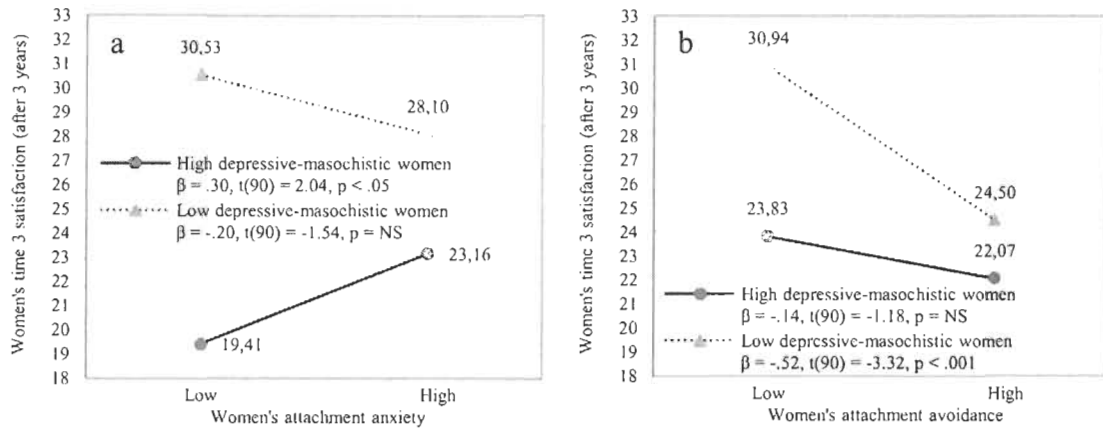 a
Women's time 3 satisfaction (after 3 years)
33
32
31
30
29
28
27
26
25
24
23
22
21
20
19
18
30,53
28,10
High depressive-masochistic women
β = .30, t(90) = 2.04, p < .05
Low depressive-masochistic women
β = -.20, t(90) = -1.54, p = NS
23,16
19,41
Low
High
Women's attachment anxiety
b
Women's time 3 satisfaction (after 3 years)
33
32
31
30
29
28
27
26
25
24
23
22
21
20
19
18
30,94
24,50
23,83
22,07
High depressive-masochistic women
β = -.14, t(90) = -1.18, p = NS
Low depressive-masochistic women
β = -.52, t(90) = -3.32, p < .001
Low
High
Women's attachment avoidance